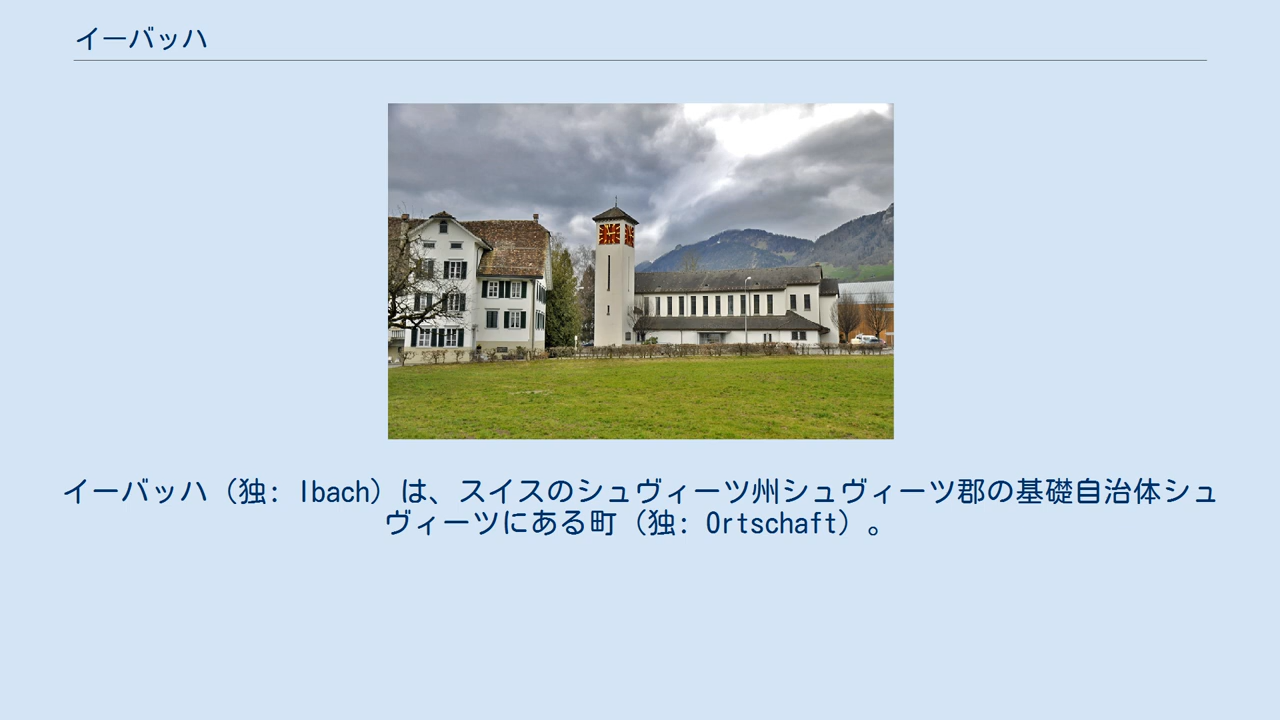 イーバッハ
イーバッハ（独: Ibach）は、スイスのシュヴィーツ州シュヴィーツ郡の基礎自治体シュ
ヴィーツにある町（独: Ortschaft）。